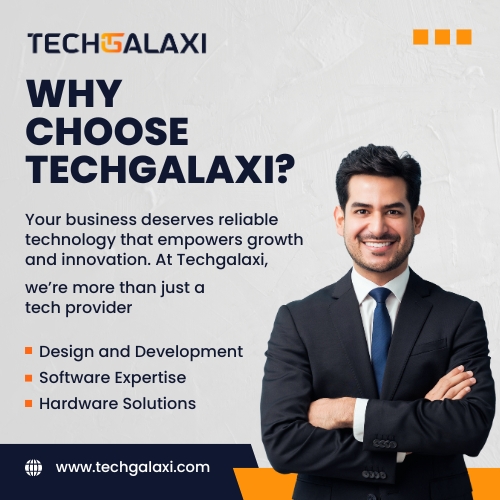 TECHGALAXI
WHY
CHOOSE
TECHGALAXI?
Your business deserves reliable
technology that empowers growth
and innovation. At Techgalaxi,
we’re more than just a
tech provider
Design and Development
Software Expertise
Hardware Solutions
www.techgalaxi.com